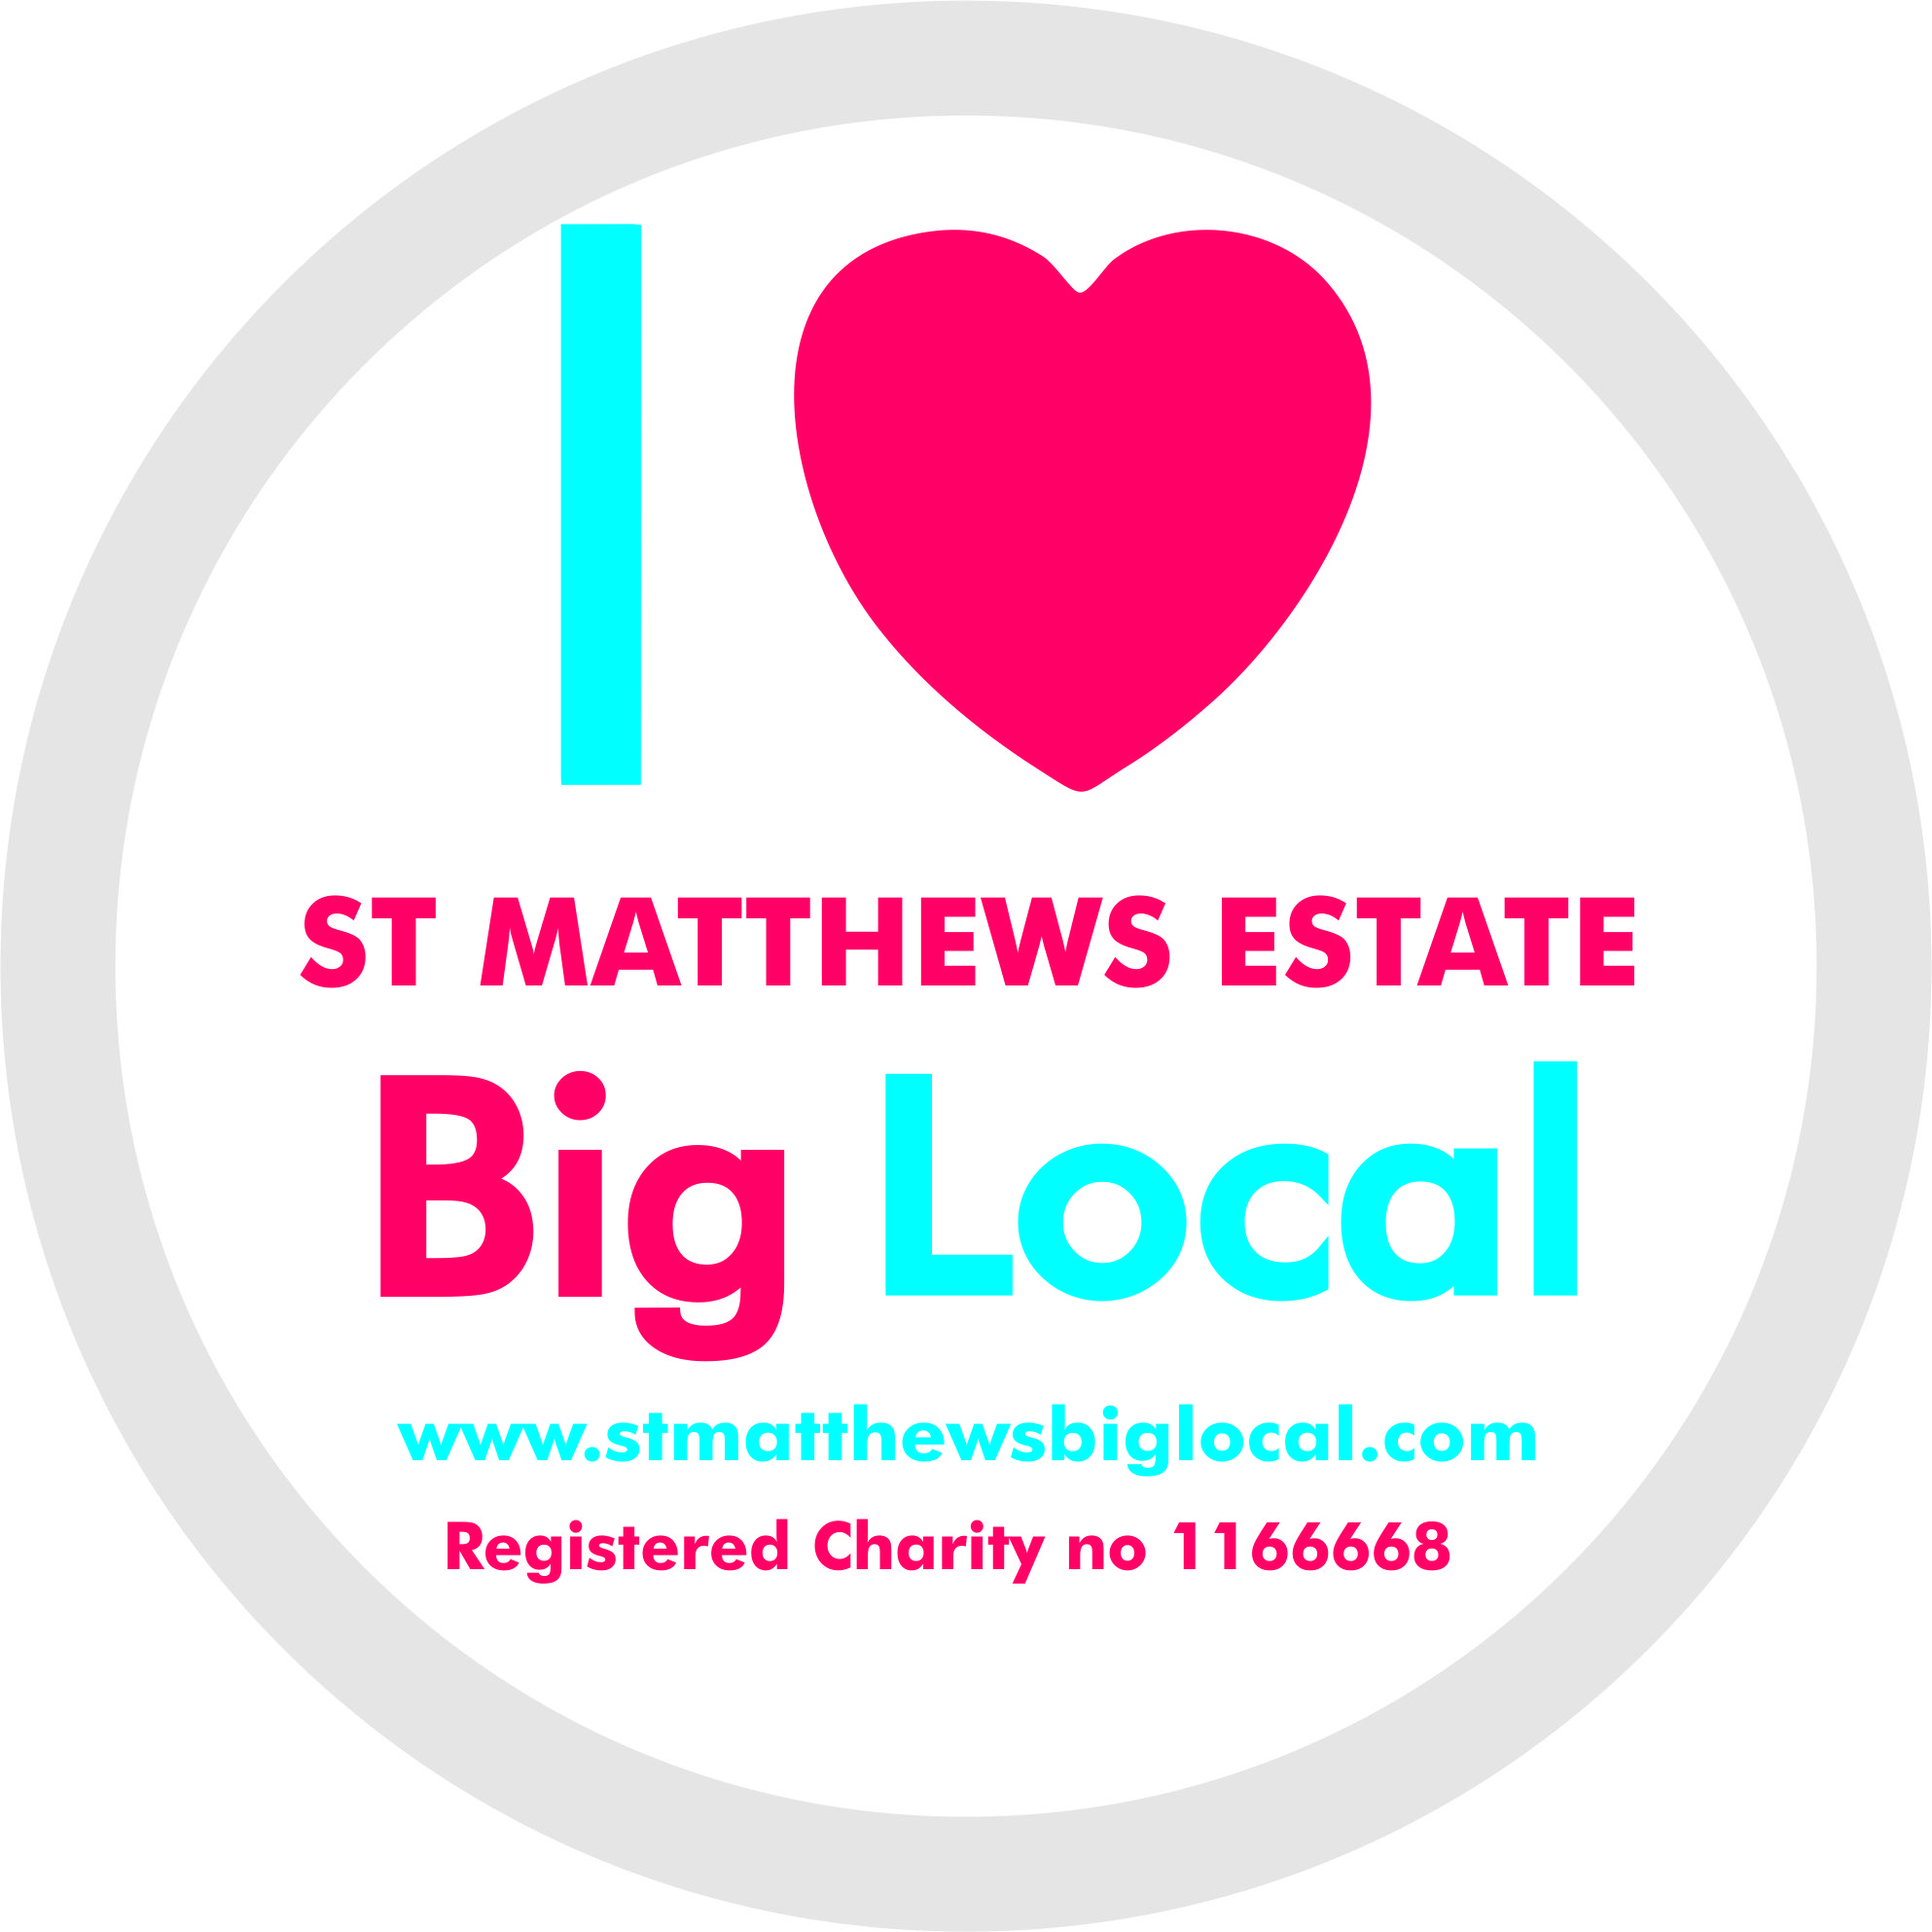 I
ST MATTHEWS ESTATE
Big Local
www.stmatthewsbiglocal.com
Registered Charity no 1166668